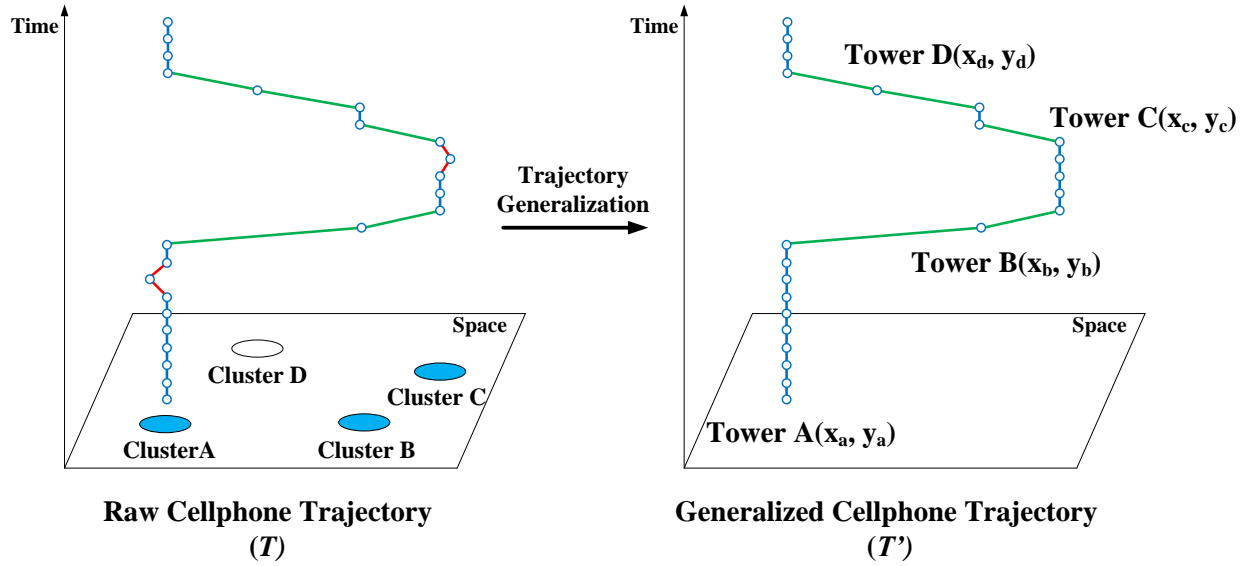 Time
Space
Cluster D
Cluster C
ClusterA
Cluster B
Raw Cellphone Trajectory
(T)
Trajectory
Generalization
Time
Tower D(xd, yd)
Tower C(xc, yc)
Tower B(xb, yb)
Space
Tower A(xa, ya)
Generalized Cellphone Trajectory
(T’)